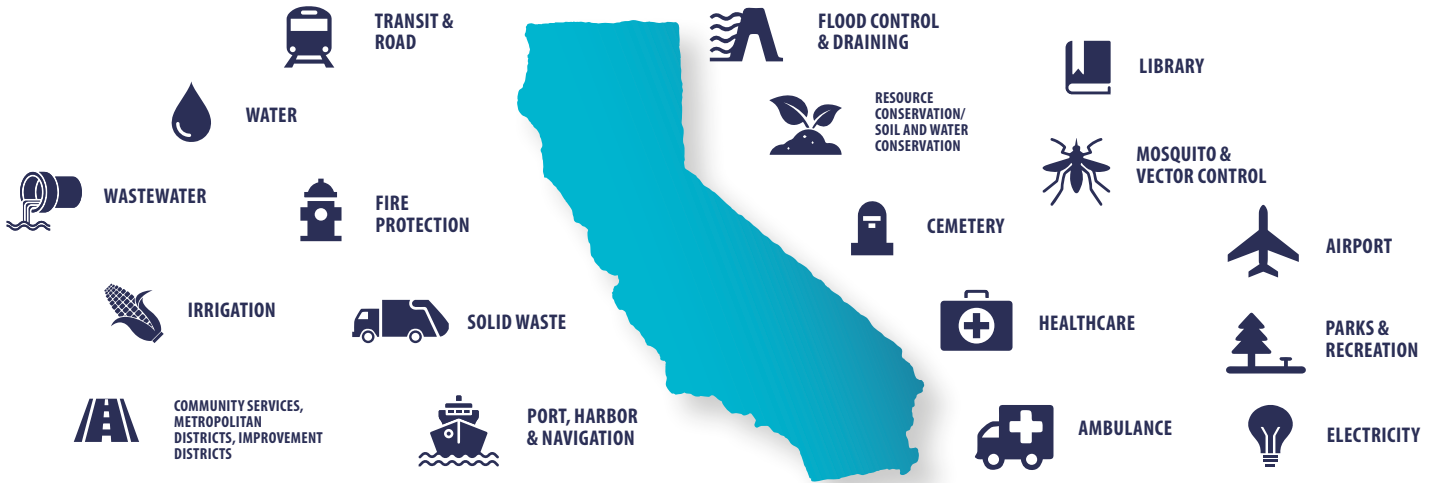 TRANSIT &
ROAD
WATER
WASTEWATER
FIRE
PROTECTION
IRRIGATION
SOLID WASTE
COMMUNITY SERVICES,
METROPOLITAN
DISTRICTS, IMPROVEMENT
DISTRICTS
PORT, HARBOR
& NAVIGATION
FLOOD CONTROL
& DRAINING
LIBRARY
RESOURCE
CONSERVATION/
SOIL AND WATER
CONSERVATION
MOSQUITO &
VECTOR CONTROL
CEMETERY
AIRPORT
HEALTHCARE
PARKS &
RECREATION
AMBULANCE
ELECTRICITY